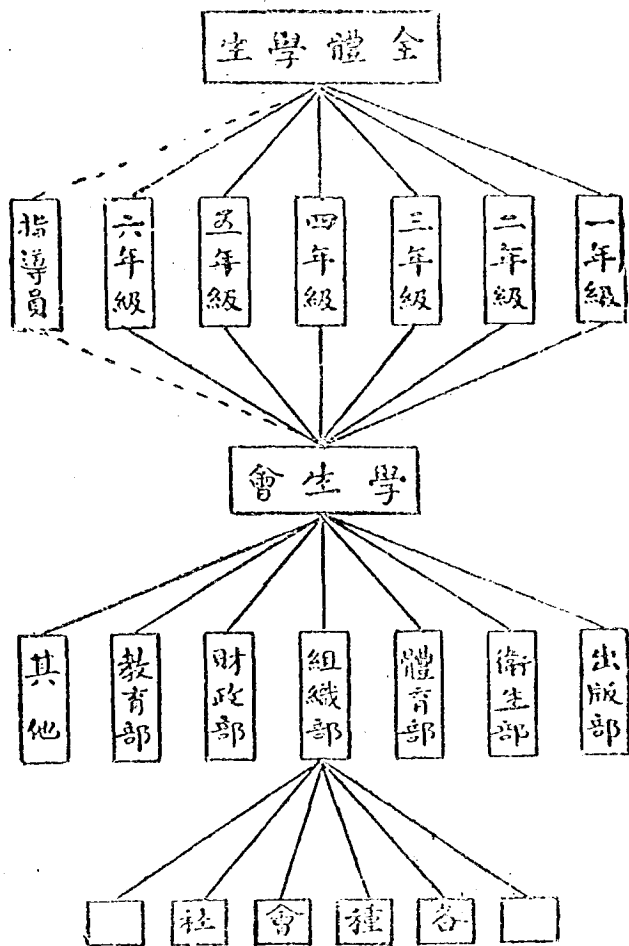 全體學生
一年級
二年級
三年級
四年級
五年級
六年級
指導員
學生會
出版部
衛生部
體育部
組織部
財政部
教育部
其他
各種會社